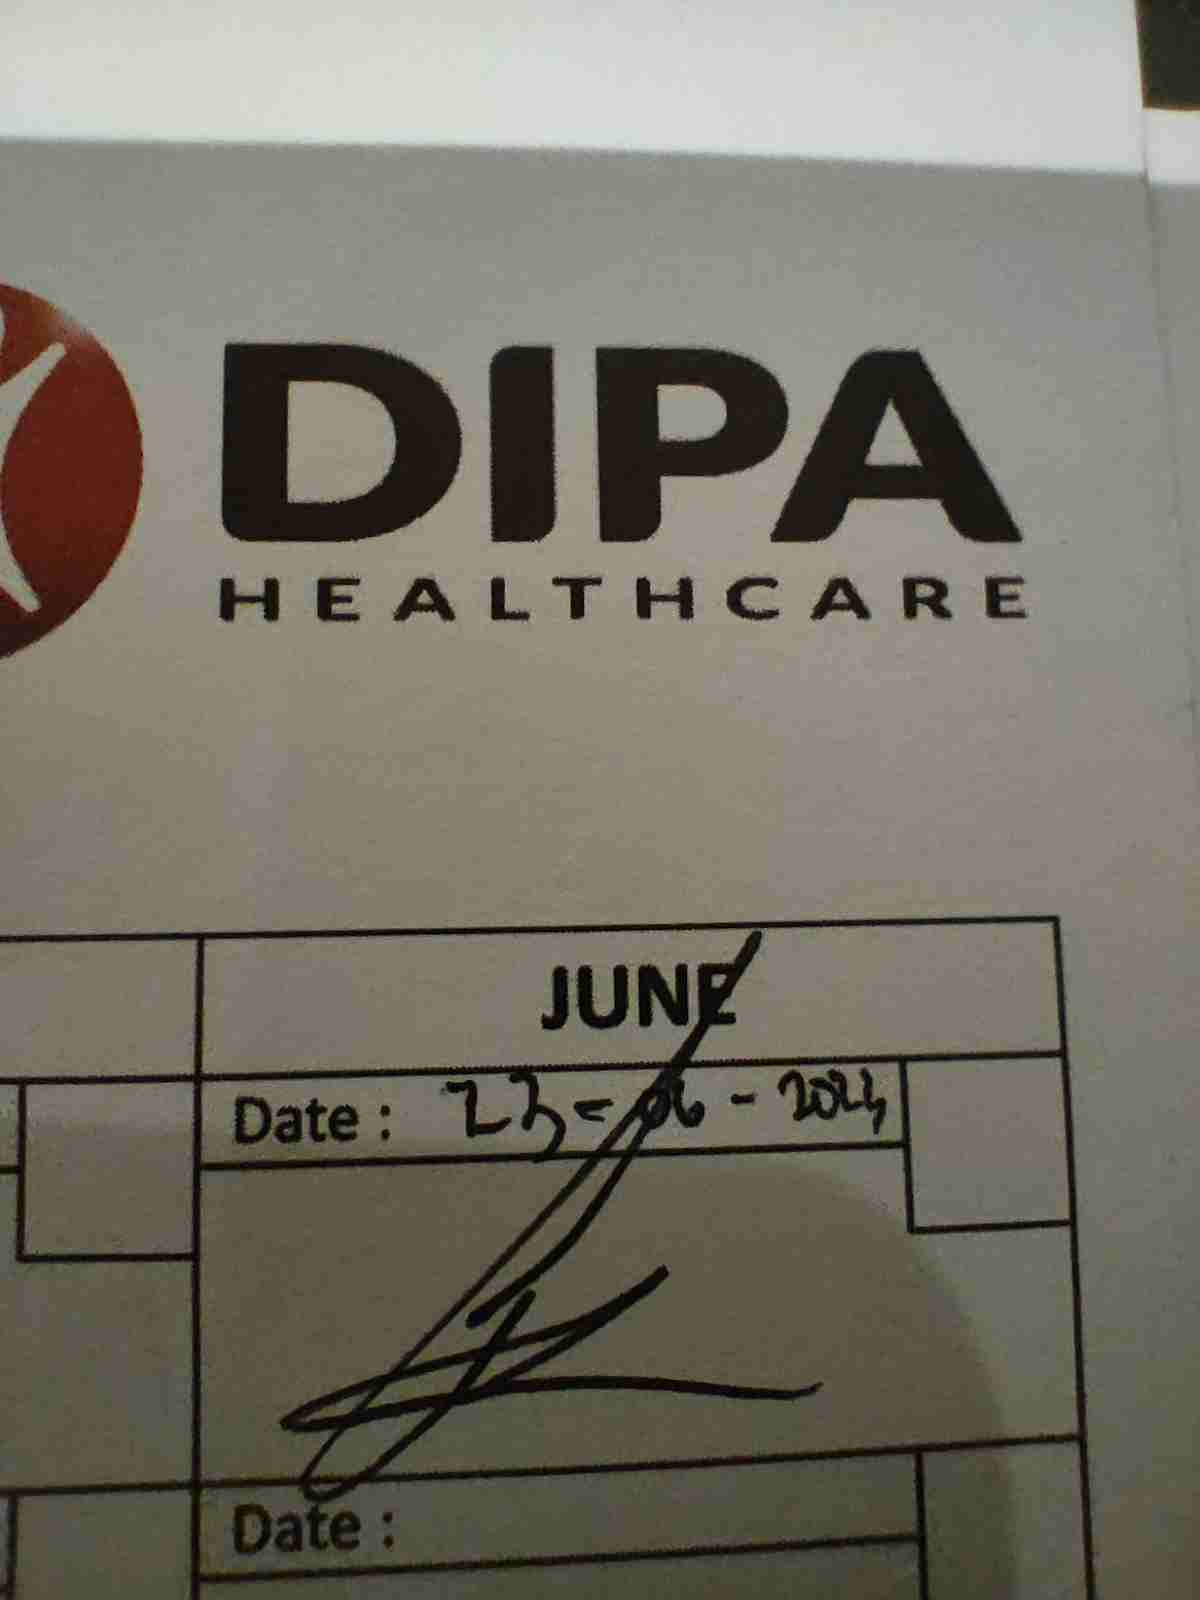 DIPA
HEALTHCARE
JUNE
Date : 23-06-2024
Date :